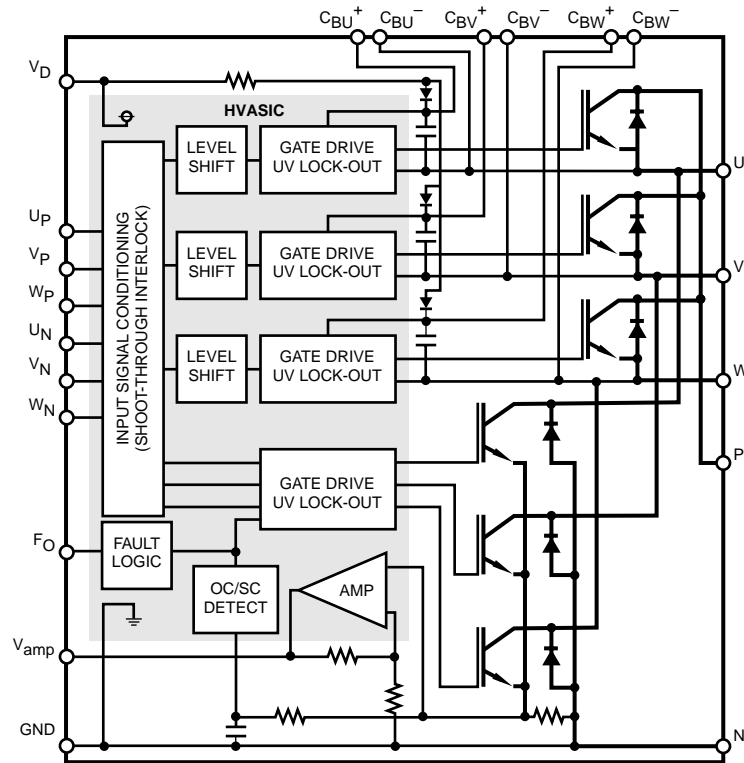 CBU+
CBU–
CBV+
CBV–
CBW+
CBW–
VD
HVASIC
LEVEL
SHIFT
GATE DRIVE
UV LOCK-OUT
U
UP
VP
WP
UN
VN
WN
INPUT SIGNAL CONDITIONING
(SHOOT-THROUGH INTERLOCK)
LEVEL
SHIFT
GATE DRIVE
UV LOCK-OUT
V
LEVEL
SHIFT
GATE DRIVE
UV LOCK-OUT
W
P
GATE DRIVE
UV LOCK-OUT
FO
FAULT
LOGIC
OC/SC
DETECT
AMP
Vamp
GND
N